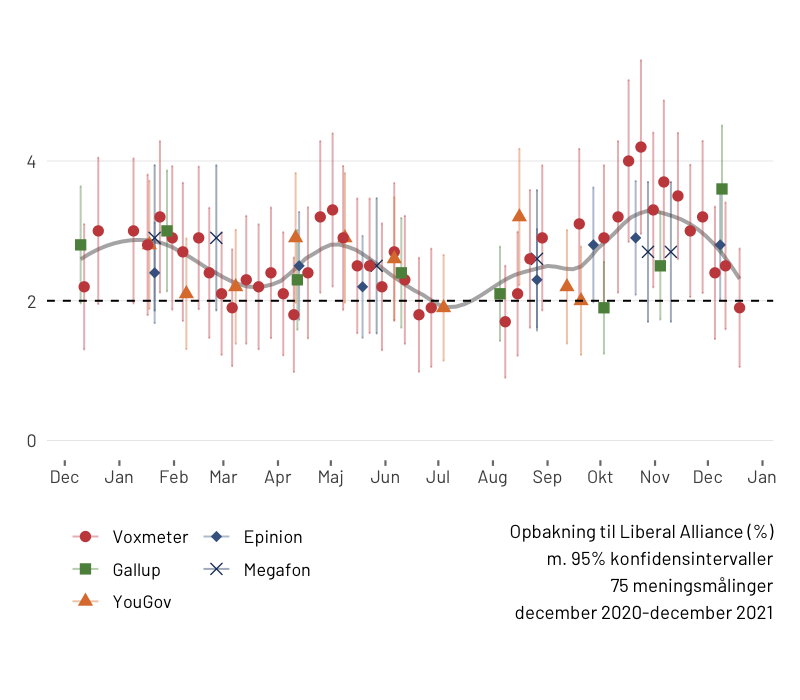 4
2
0
Dec Jan Feb Mar Apr Maj Jun Jul Aug Sep Okt Nov Dec Jan
Voxmeter Epinion
Gallup Megafon
YouGov
Opbakning til Liberal Alliance (%)
m. 95% konfidensintervaller
75 meningsmålinger
december 2020-december 2021